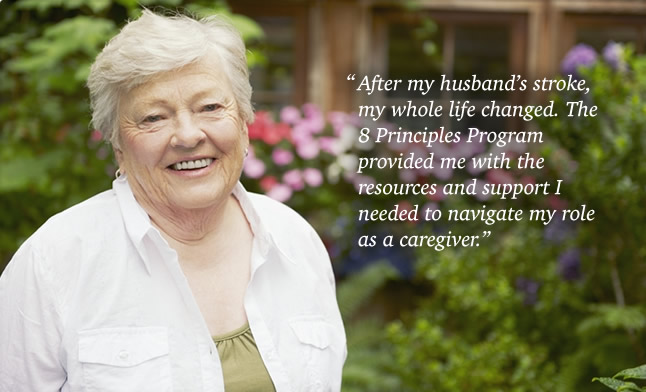 “After my husband’s stroke,
my whole life changed. The
8 Principles Program
provided me with the
resources and support I
needed to navigate my role
as a caregiver.”